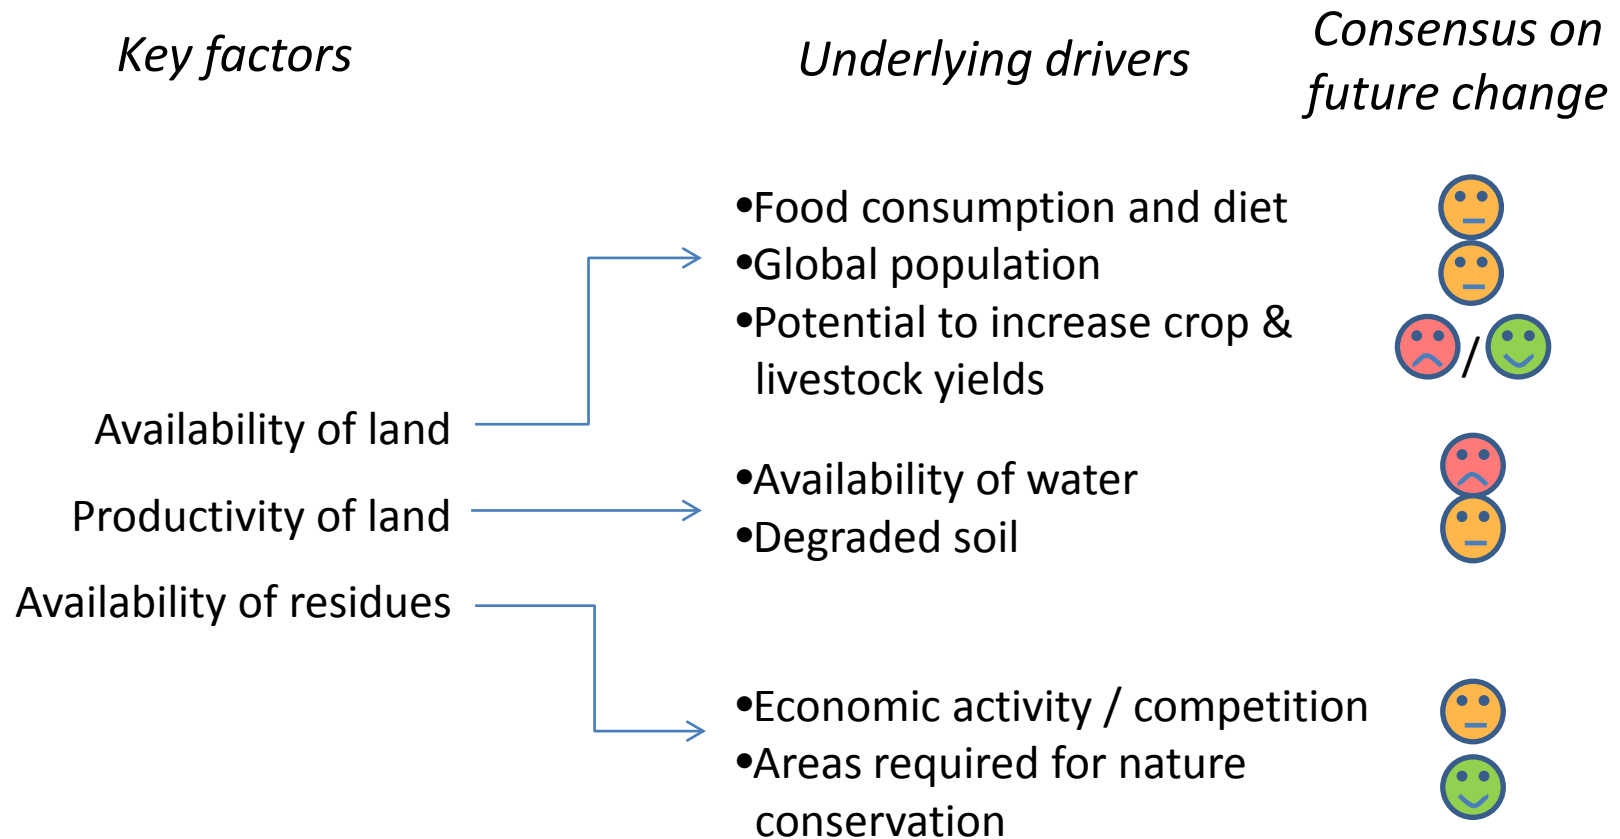 Key factors
Underlying drivers
Consensus on
future change
•Food consumption and diet
•Global population
•Potential to increase crop &
livestock yields
/
Availability of land
•Availability of water
Productivity of land
•Degraded soil
Availability of residues
•Economic activity / competition
•Areas required for nature
conservation